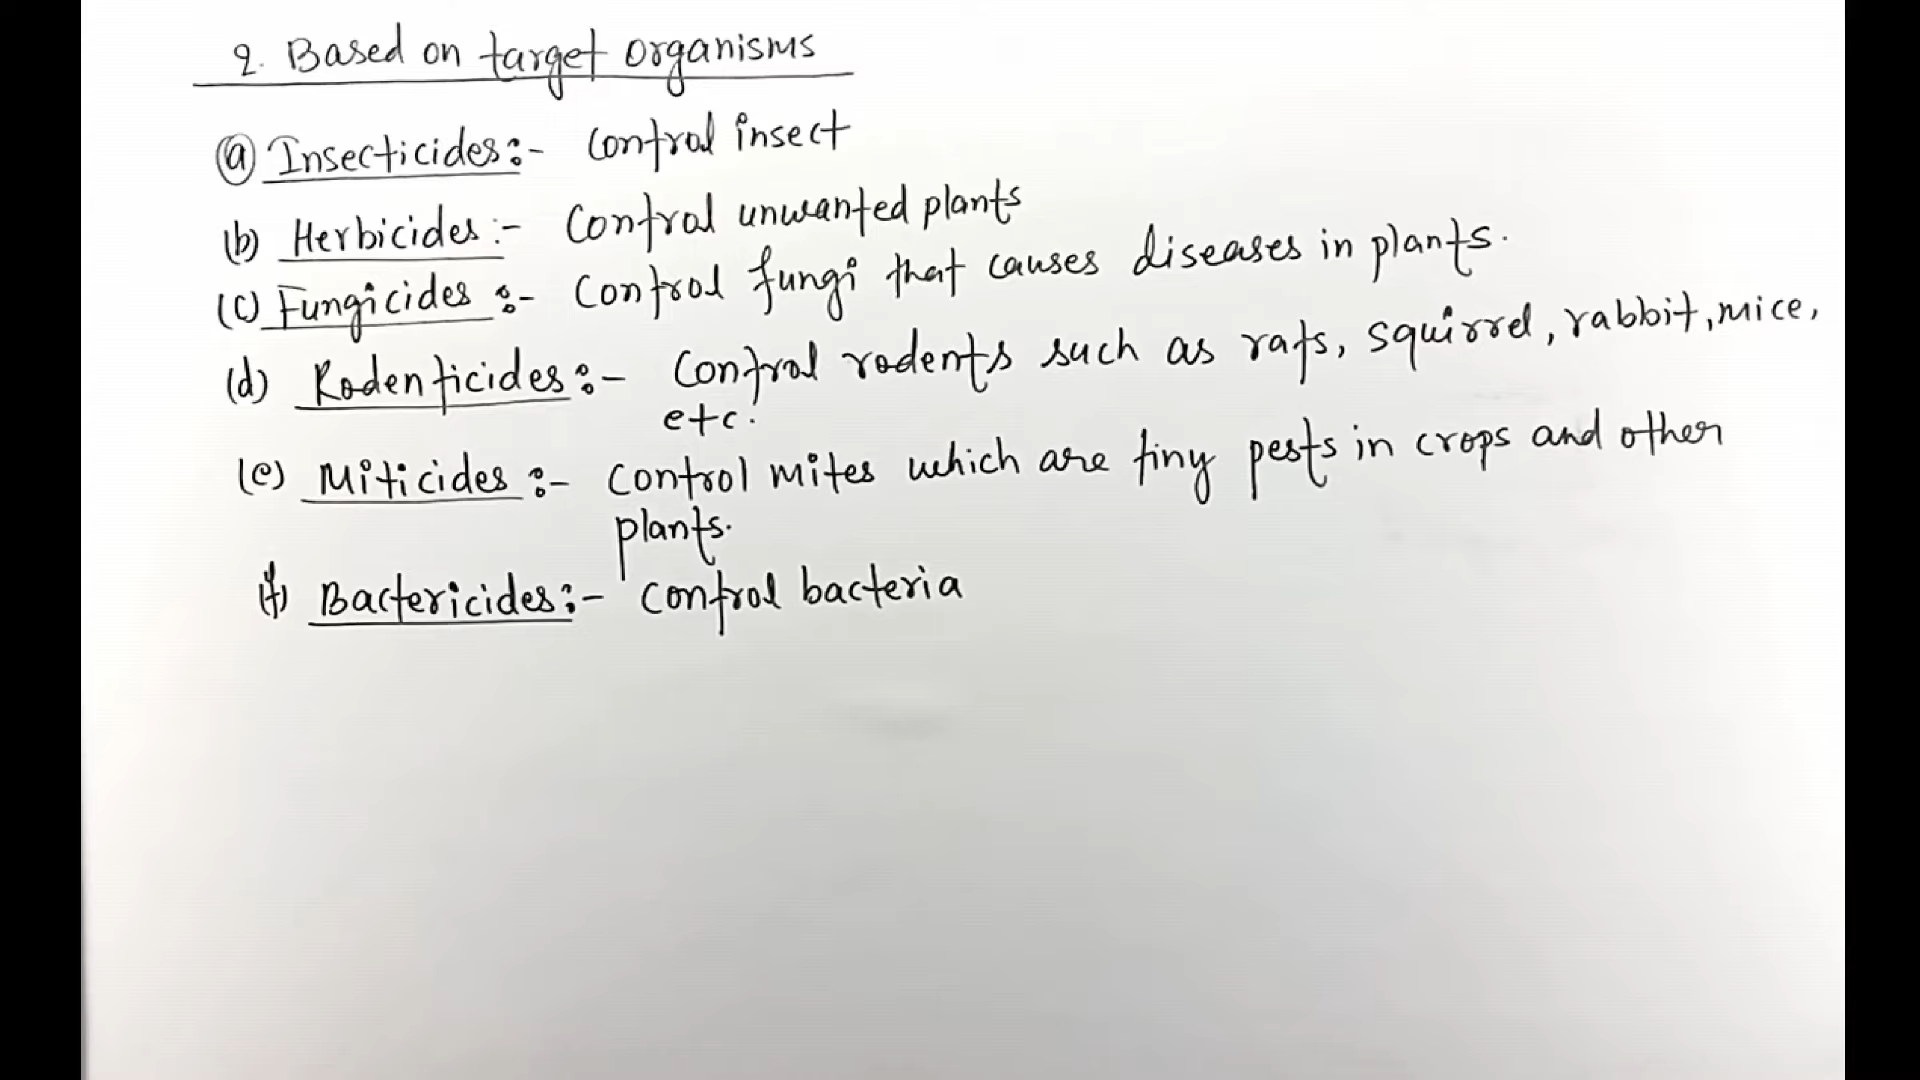 2. Based on target organisms
(a) Insecticides:- Control insect
(b) Herbicides:- Control unwanted plants
(c) Fungicides:- Control fungi that causes diseases in plants.
(d) Rodenticides:- Control rodents such as rats, squirrel, rabbit, mice,
etc.
(e) Miticides:- Control mites which are tiny pests in crops and other
plants.
(f) Bactericides:- Control bacteria